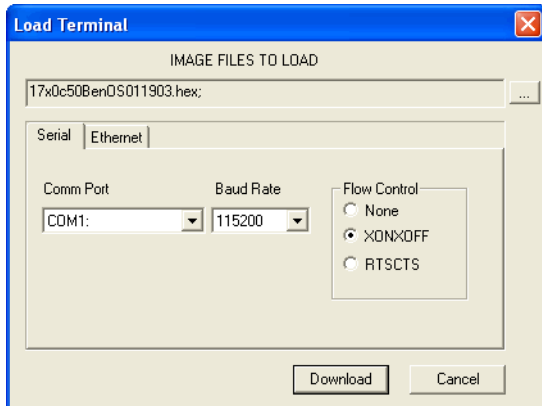 Load Terminal
IMAGE FILES TO LOAD
17x0c50BenOS011903.hex;
...
Serial Ethernet
Comm Port Baud Rate Flow Control
None
COM1: 115200
XONXOFF
RTSCTS
Download Cancel